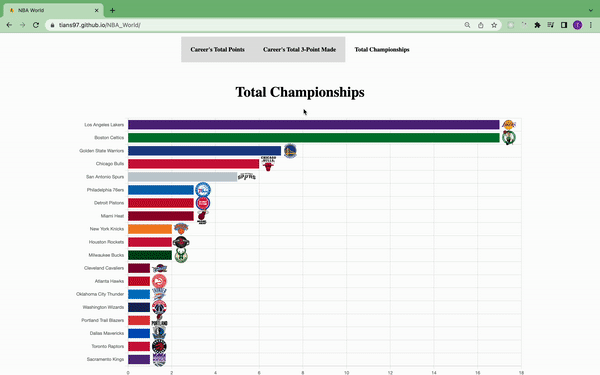 NBA World
tians97.github.io/NBA_World/
Career's Total Points
Career's Total 3-Point Made
Total Championships
Total Championships
Los Angeles Lakers
Boston Celtics
Golden State Warriors
Chicago Bulls
San Antonio Spurs
Philadelphia 76ers
Detroit Pistons
Miami Heat
New York Knicks
Houston Rockets
Milwaukee Bucks
Cleveland Cavaliers
Atlanta Hawks
Oklahoma City Thunder
Washington Wizards
Portland Trail Blazers
Dallas Mavericks
Toronto Raptors
Sacramento Kings
0 2 4 6 8 10 12 14 16 18